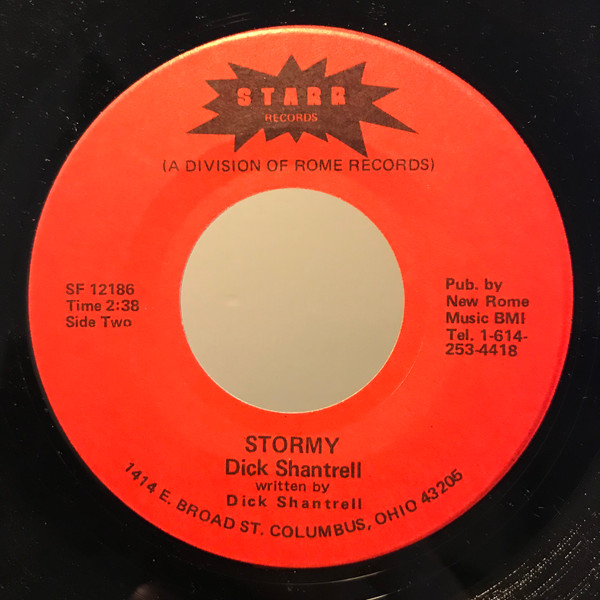 STARR
RECORDS
(A DIVISION OF ROME RECORDS)
SF 12186
Time 2:38
Side Two
Pub. by
New Rome
Music BMI
Tel. 1-614-
253-4418
STORMY
Dick Shantrell
written by
Dick Shantrell
1414 E. BROAD ST. COLUMBUS, OHIO 43205